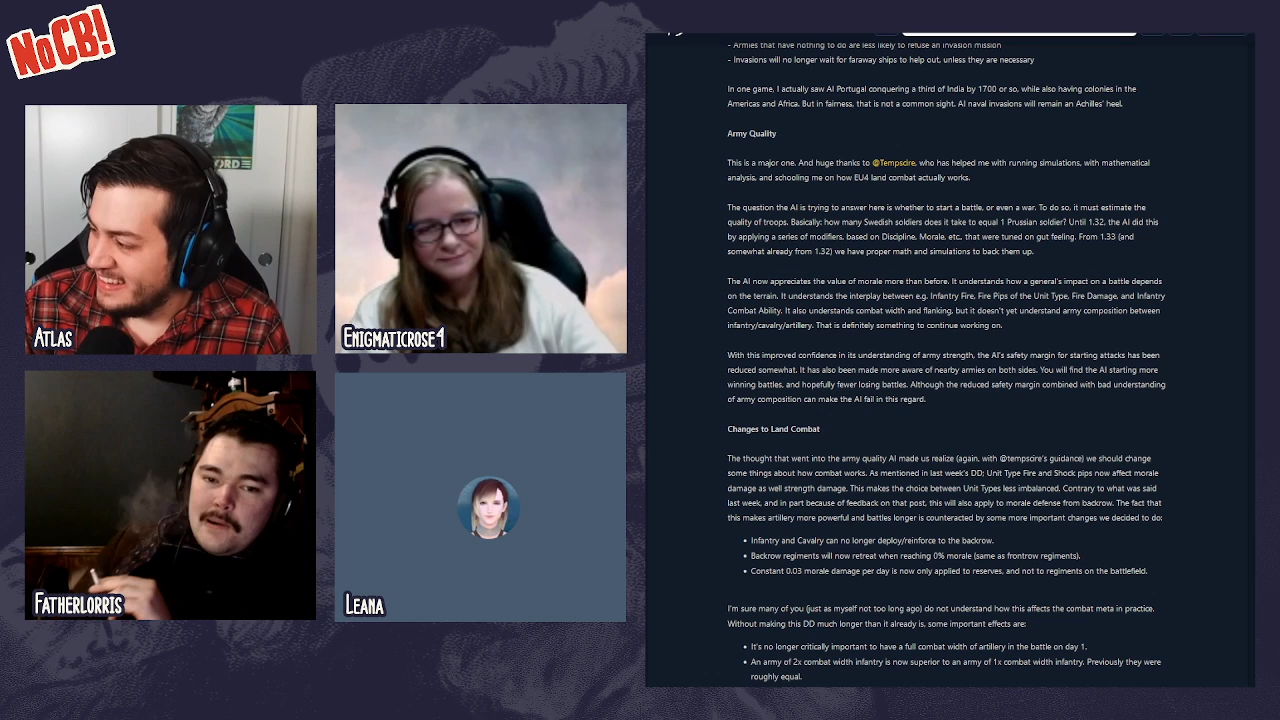 NoCB!
ORDE
Atlas
Enigmaticrose4
Fatherlorris
Leana
- Armies that have nothing to do are less likely to refuse an invasion mission
- Invasions will no longer wait for faraway ships to help out, unless they are necessary
In one game, I actually saw AI Portugal conquering a third of India by 1700 or so, while also having colonies in the
Americas and Africa. But in fairness, that is not a common sight. AI naval invasions will remain an Achilles' heel.
Army Quality
This is a major one. And huge thanks to @Tempscire, who has helped me with running simulations, with mathematical
analysis, and schooling me on how EU4 land combat actually works.
The question the AI is trying to answer here is whether to start a battle, or even a war. To do so, it must estimate the
quality of troops. Basically: how many Swedish soldiers does it take to equal 1 Prussian soldier? Until 1.32, the AI did this
by applying a series of modifiers, based on Discipline, Morale, etc., that were tuned on gut feeling. From 1.33 (and
somewhat already from 1.32) we have proper math and simulations to back them up.
The AI now appreciates the value of morale more than before. It understands how a general's impact on a battle depends
on the terrain. It understands the interplay between e.g. Infantry Fire, Fire Pips of the Unit Type, Fire Damage, and Infantry
Combat Ability. It also understands combat width and flanking, but it doesn't yet understand army composition between
infantry/cavalry/artillery. That is definitely something to continue working on.
With this improved confidence in its understanding of army strength, the AI's safety margin for starting attacks has been
reduced somewhat. It has also been made more aware of nearby armies on both sides. You will find the AI starting more
winning battles, and hopefully fewer losing battles. Although the reduced safety margin combined with bad understanding
of army composition can make the AI fail in this regard.
Changes to Land Combat
The thought that went into the army quality AI made us realize (again, with @tempscire's guidance) we should change
some things about how combat works. As mentioned in last week's DD; Unit Type Fire and Shock pips now affect morale
damage as well strength damage. This makes the choice between Unit Types less imbalanced. Contrary to what was said
last week, and in part because of feedback on that post, this will also apply to morale defense from backrow. The fact that
this makes artillery more powerful and battles longer is counteracted by some more important changes we decided to do:
• Infantry and Cavalry can no longer deploy/reinforce to the backrow.
• Backrow regiments will now retreat when reaching 0% morale (same as frontrow regiments).
• Constant 0.03 morale damage per day is now only applied to reserves, and not to regiments on the battlefield.
I'm sure many of you (just as myself not too long ago) do not understand how this affects the combat meta in practice.
Without making this DD much longer than it already is, some important effects are:
• It's no longer critically important to have a full combat width of artillery in the battle on day 1.
• An army of 2x combat width infantry is now superior to an army of 1x combat width infantry. Previously they were
roughly equal.